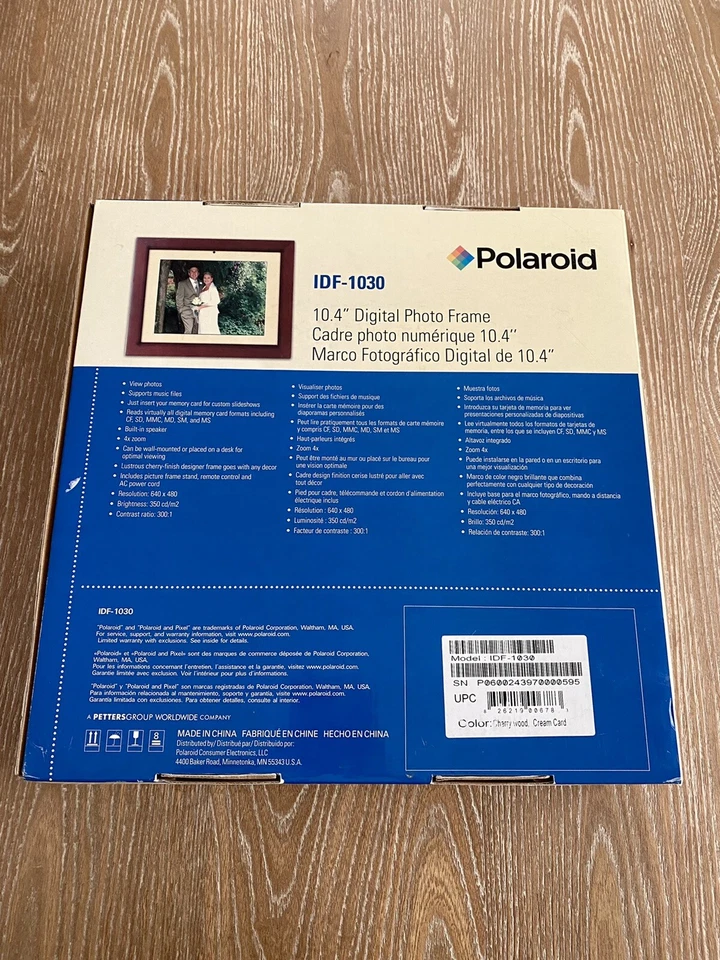 Polaroid
IDF-1030
10.4” Digital Photo Frame
Cadre photo numérique 10.4’’
Marco Fotográfico Digital de 10.4”
• View photos
• Supports music files
• Just insert your memory card for custom slideshows
• Reads virtually all digital memory card formats including
CF, SD, MMC, MD, SM, and MS
• Built-in speaker
• 4x zoom
• Can be wall-mounted or placed on a desk for
optimal viewing
• Lustrous cherry-finish designer frame goes with any decor
• Includes picture frame stand, remote control and
AC power cord
• Resolution: 640 x 480
• Brightness: 350 cd/m2
• Contrast ratio: 300:1
• Visualiser photos
• Support des fichiers de musique
• Insérer la carte mémoire pour des
diaporamas personnalisés
• Peut lire pratiquement tous les formats de carte mémoire
y compris CF, SD, MMC, MD, SM et MS
• Haut-parleurs intégrés
• Zoom 4x
• Peut être monté au mur ou placé sur le bureau pour
une vision optimale
• Cadre design finition cerise lustré pour aller avec
tout décor
• Pied pour cadre, télécommande et cordon d'alimentation
électrique inclus
• Résolution : 640 x 480
• Luminosité : 350 cd/m2
• Facteur de contraste : 300:1
• Muestra fotos
• Soporta los archivos de música
• Introduzca su tarjeta de memoria para ver
presentaciones personalizadas de diapositivas
• Lee virtualmente todos los formatos de tarjetas de
memoria, entre los que se incluyen CF, SD, MMC y MS
• Altavoz integrado
• Zoom 4x
• Puede instalarse en la pared o en un escritorio para
una mejor visualización
• Marco de color negro brillante que combina
perfectamente con cualquier tipo de decoración
• Incluye base para el marco fotográfico, mando a distancia
y cable eléctrico CA
• Resolución: 640 x 480
• Brillo: 350 cd/m2
• Relación de contraste: 300:1
IDF-1030
"Polaroid" and "Polaroid and Pixel" are trademarks of Polaroid Corporation, Waltham, MA, USA.
For service, support, and warranty information, visit www.polaroid.com.
Limited warranty with exclusions. See inside for details.
«Polaroid» et «Polaroid and Pixel» sont des marques de commerce déposée de Polaroid Corporation,
Waltham, MA, USA.
Pour les informations concernant l'entretien, l'assistance et la garantie, visitez www.polaroid.com.
Garantie limitée avec exclusion. Voir l'intérieur pour plus d'informations.
"Polaroid" y "Polaroid and Pixel" son marcas registradas de Polaroid Corporation, Waltham, MA, USA.
Para información relacionada al mantenimiento, soporte y garantía, visite www.polaroid.com.
Garantía limitada con exclusiones. Para obtener detalles, consulte al interior.
A PETTERSGROUP WORLDWIDE COMPANY
8
MADE IN CHINA FABRIQUÉ EN CHINE HECHO EN CHINA
Distributed by/ Distribué par/ Distribuido por:
Polaroid Consumer Electronics, LLC
4400 Baker Road, Minnetonka, MN 55343 U.S.A.
Model : IDF-1030
SN P0600243970000595
UPC
8 26219 00678 3
Color: Cherry wood, Cream Card